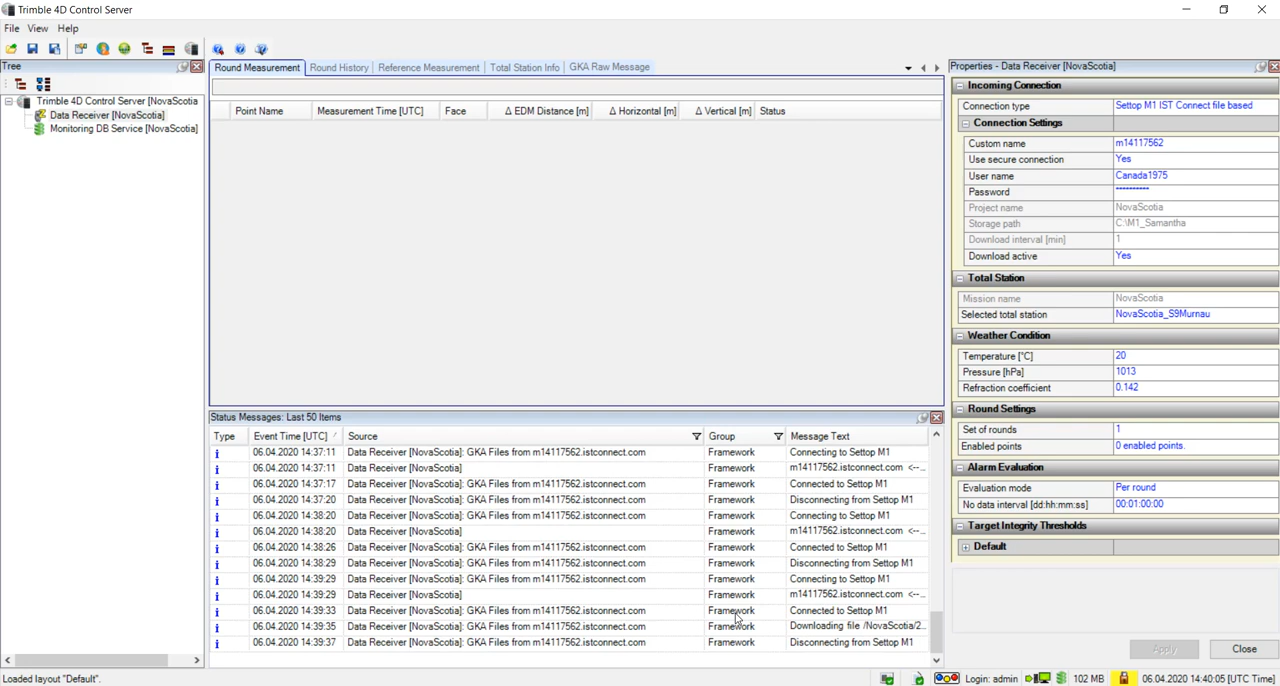 Trimble 4D Control Server
File View Help
Tree
Trimble 4D Control Server [NovaScotia
Data Receiver [NovaScotia]
Monitoring DB Service [NovaScotia]
Round Measurement Round History Reference Measurement Total Station Info GKA Raw Message
Point Name Measurement Time [UTC] Face Δ EDM Distance [m] Δ Horizontal [m] Δ Vertical [m] Status
Status Messages: Last 50 Items
Type Event Time [UTC] Source Group Message Text
06.04.2020 14:37:11 Data Receiver [NovaScotia]: GKA Files from m14117562.istconnect.com Framework Connecting to Settop M1
06.04.2020 14:37:11 Data Receiver [NovaScotia] Framework m14117562.istconnect.com <--...
06.04.2020 14:37:17 Data Receiver [NovaScotia]: GKA Files from m14117562.istconnect.com Framework Connected to Settop M1
06.04.2020 14:37:20 Data Receiver [NovaScotia]: GKA Files from m14117562.istconnect.com Framework Disconnecting from Settop M1
06.04.2020 14:38:20 Data Receiver [NovaScotia]: GKA Files from m14117562.istconnect.com Framework Connecting to Settop M1
06.04.2020 14:38:20 Data Receiver [NovaScotia] Framework m14117562.istconnect.com <--...
06.04.2020 14:38:26 Data Receiver [NovaScotia]: GKA Files from m14117562.istconnect.com Framework Connected to Settop M1
06.04.2020 14:38:29 Data Receiver [NovaScotia]: GKA Files from m14117562.istconnect.com Framework Disconnecting from Settop M1
06.04.2020 14:39:29 Data Receiver [NovaScotia]: GKA Files from m14117562.istconnect.com Framework Connecting to Settop M1
06.04.2020 14:39:29 Data Receiver [NovaScotia] Framework m14117562.istconnect.com <--...
06.04.2020 14:39:33 Data Receiver [NovaScotia]: GKA Files from m14117562.istconnect.com Framework Connected to Settop M1
06.04.2020 14:39:35 Data Receiver [NovaScotia]: GKA Files from m14117562.istconnect.com Framework Downloading file /NovaScotia/2...
06.04.2020 14:39:37 Data Receiver [NovaScotia]: GKA Files from m14117562.istconnect.com Framework Disconnecting from Settop M1
Properties - Data Receiver [NovaScotia]
Incoming Connection
Connection type Settop M1 IST Connect file based
Connection Settings
Custom name m14117562
Use secure connection Yes
User name Canada1975
Password **********
Project name NovaScotia
Storage path C:\M1_Samantha
Download interval [min] 1
Download active Yes
Total Station
Mission name NovaScotia
Selected total station NovaScotia_S9Murnau
Weather Condition
Temperature [°C] 20
Pressure [hPa] 1013
Refraction coefficient 0.142
Round Settings
Set of rounds 1
Enabled points 0 enabled points.
Alarm Evaluation
Evaluation mode Per round
No data interval [dd:hh:mm:ss] 00:01:00:00
Target Integrity Thresholds
Default
Apply Close
Loaded layout "Default". Login: admin 102 MB 06.04.2020 14:40:05 [UTC Time]